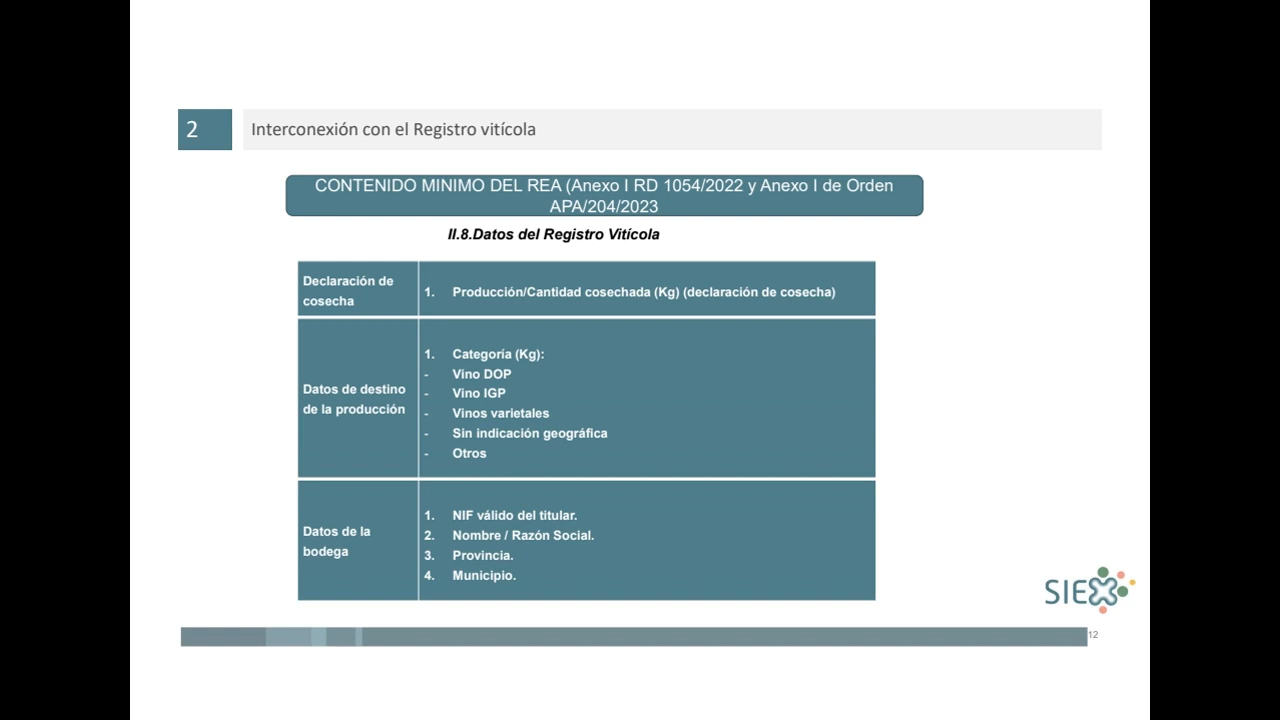 2
Interconexión con el Registro vitícola
CONTENIDO MINIMO DEL REA (Anexo I RD 1054/2022 y Anexo I de Orden
APA/204/2023
II.8.Datos del Registro Vitícola
Declaración de
cosecha
1. Producción/Cantidad cosechada (Kg) (declaración de cosecha)
Datos de destino
de la producción
1. Categoría (Kg):
- Vino DOP
- Vino IGP
- Vinos varietales
- Sin indicación geográfica
- Otros
Datos de la
bodega
1. NIF válido del titular.
2. Nombre / Razón Social.
3. Provincia.
4. Municipio.
SIEX
12